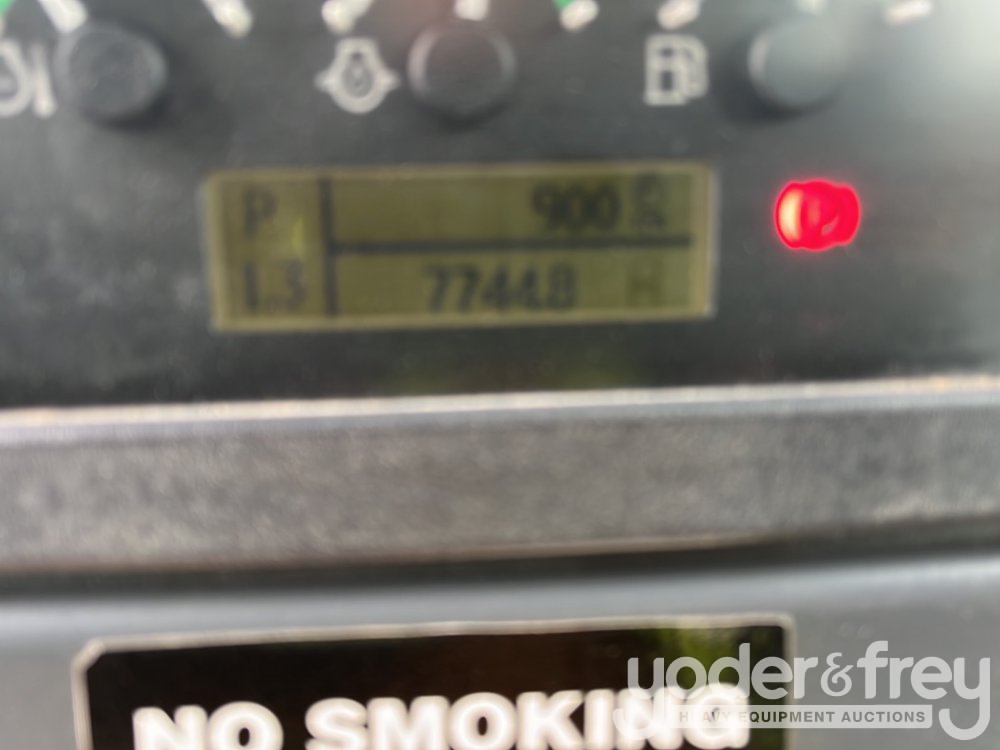 P 900
1.3 7744.8 H
NO SMOKING
yoder&frey
HEAVY EQUIPMENT AUCTIONS